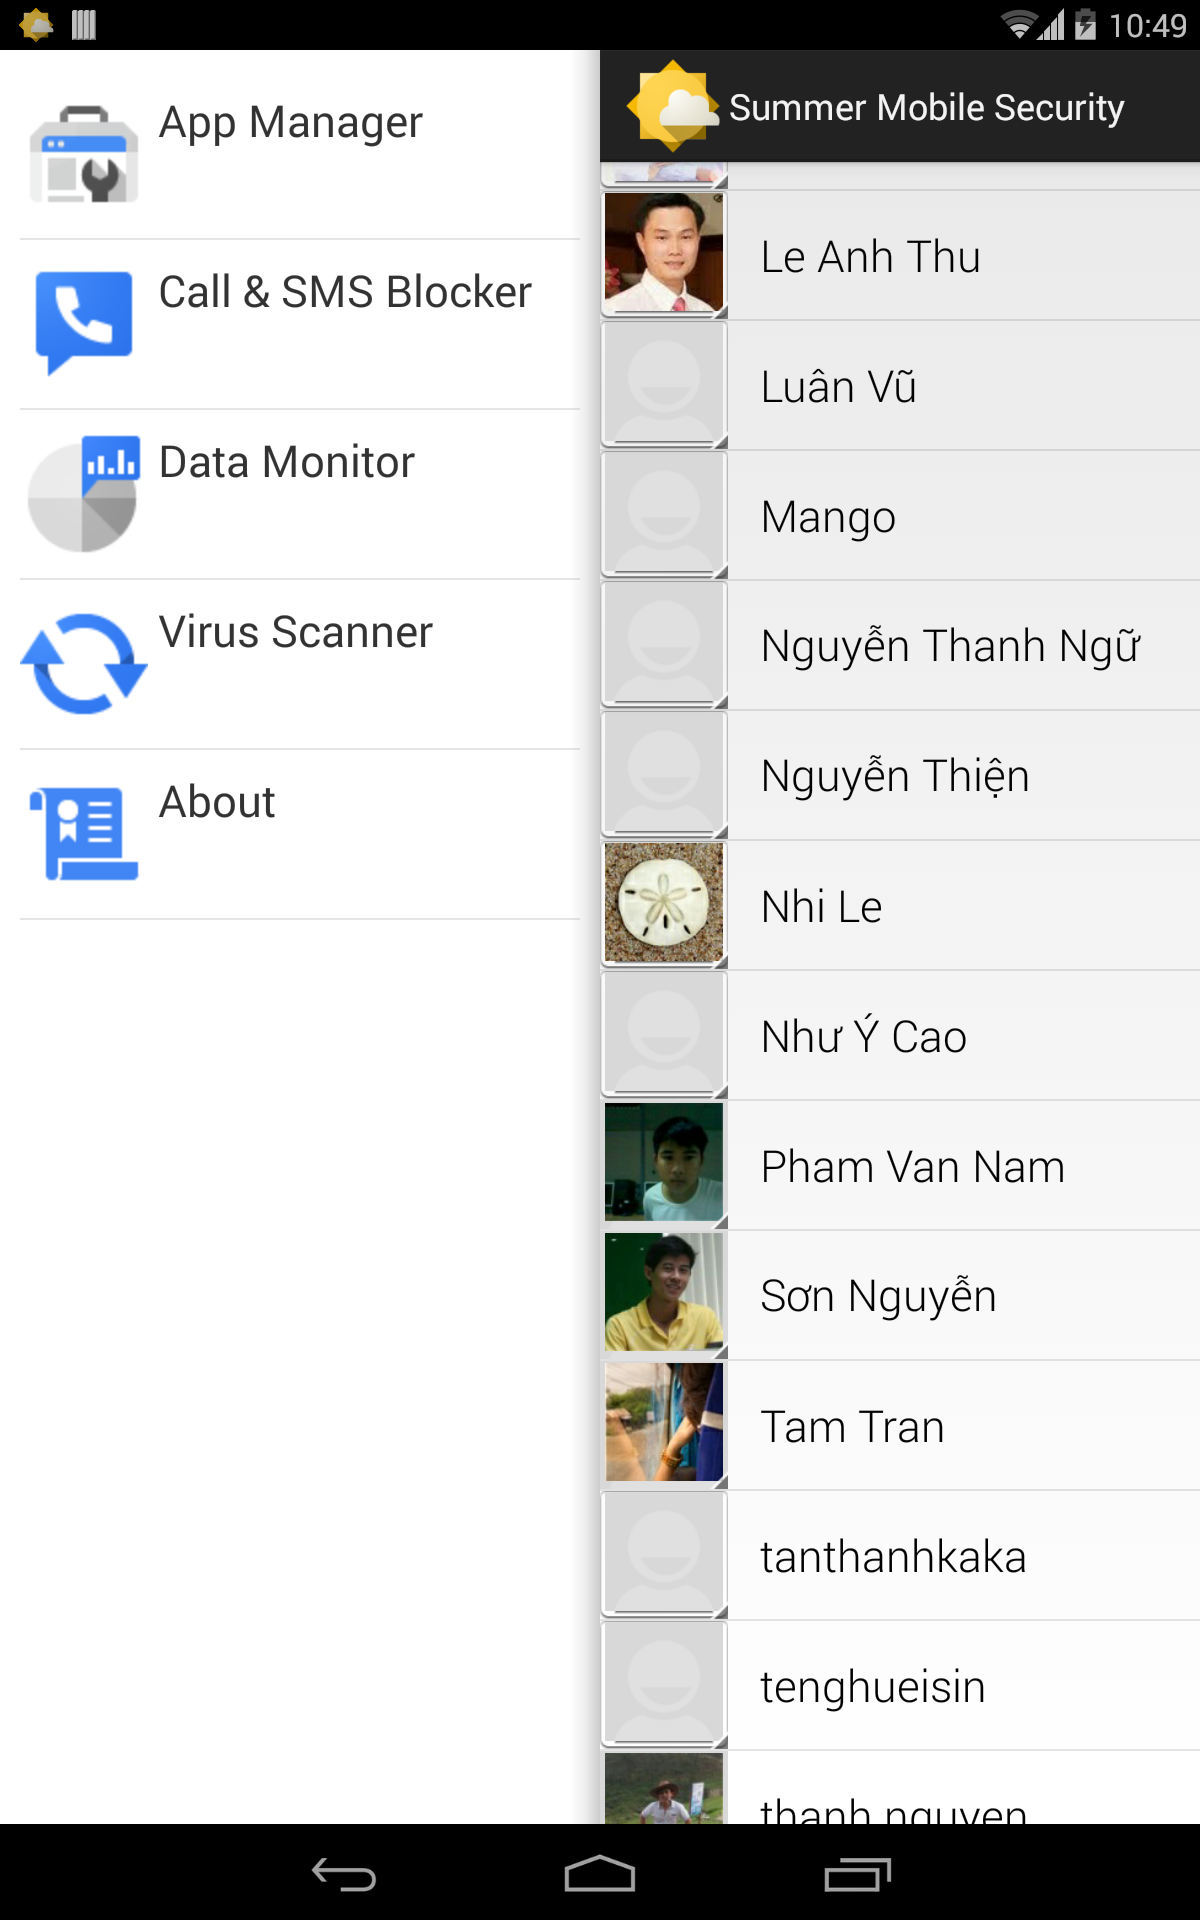 10:49
App Manager
Call & SMS Blocker
Data Monitor
Virus Scanner
About
Summer Mobile Security
Le Anh Thu
Luân Vũ
Mango
Nguyễn Thanh Ngữ
Nguyễn Thiện
Nhi Le
Như Ý Cao
Pham Van Nam
Sơn Nguyễn
Tam Tran
tanthanhkaka
tenghueisin
thanh nguyen